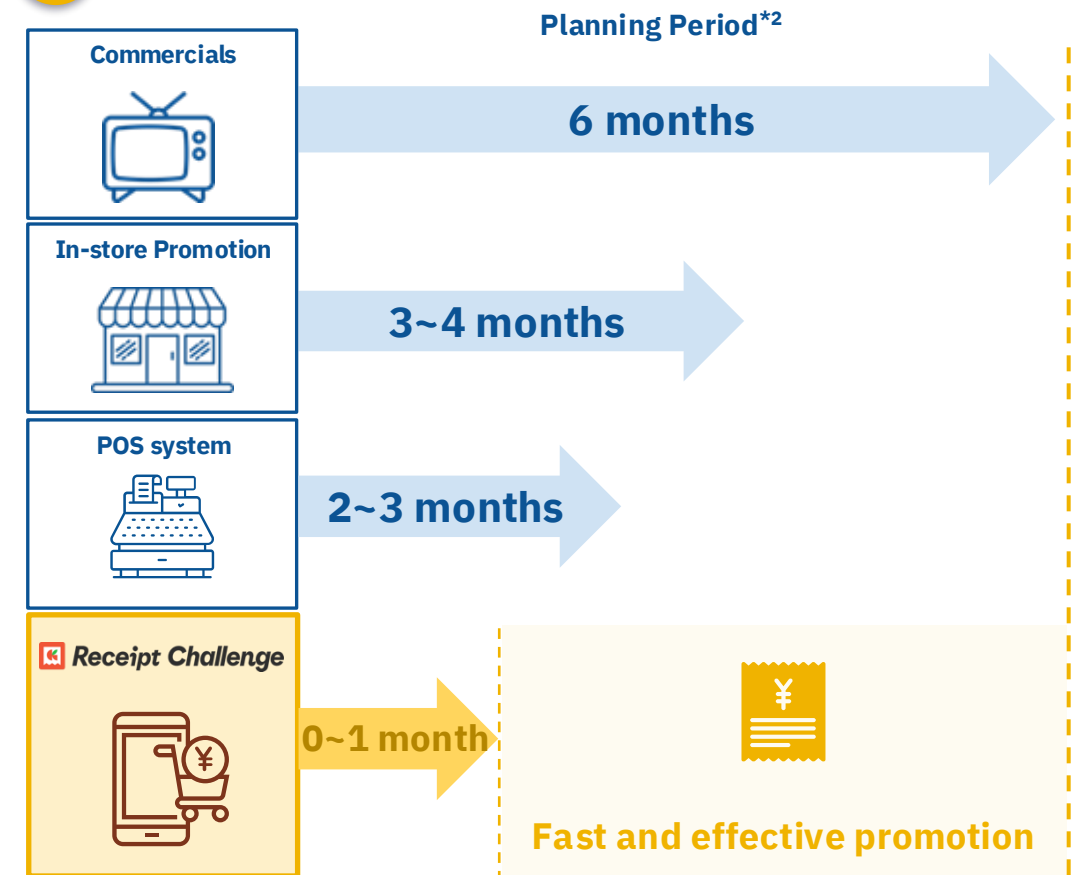 Planning Period*2
Commercials
6 months
In-store Promotion
3~4 months
POS system
2~3 months
Receipt Challenge
¥
0~1 month
¥
Fast and effective promotion